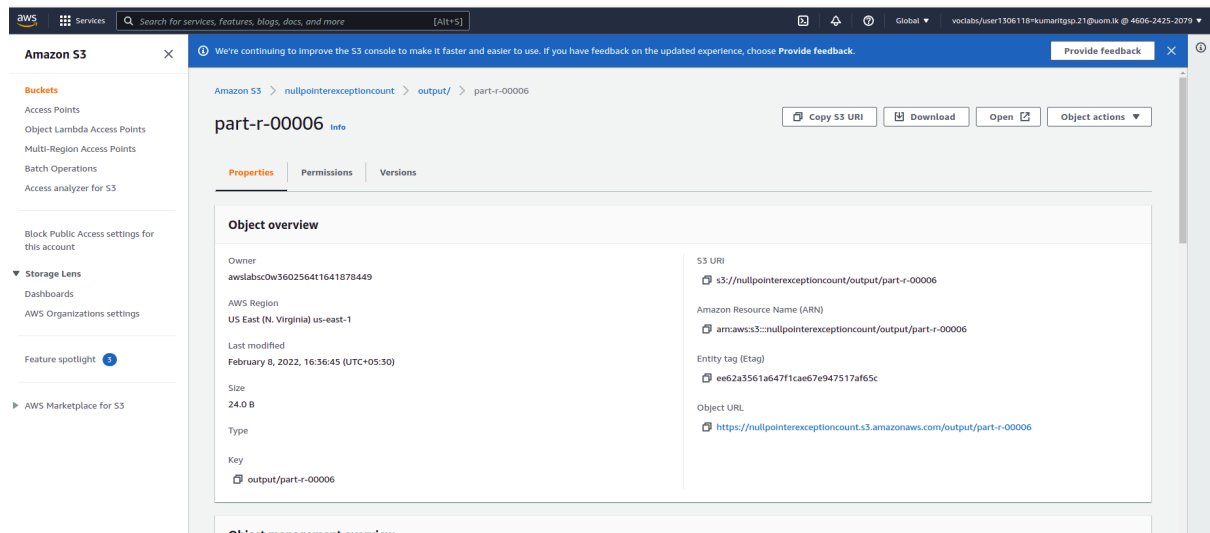 aws Services Search for services, features, blogs, docs, and more [Alt+S] Global ▼ voclabs/user1306118=kumaritgsp.21@uom.lk @ 4606-2425-2079 ▼
Amazon S3
We're continuing to improve the S3 console to make it faster and easier to use. If you have feedback on the updated experience, choose Provide feedback. Provide feedback
Buckets
Access Points
Object Lambda Access Points
Multi-Region Access Points
Batch Operations
Access analyzer for S3
Block Public Access settings for
this account
Storage Lens
Dashboards
AWS Organizations settings
Feature spotlight 3
AWS Marketplace for S3
Amazon S3 > nullpointerexceptioncount > output/ > part-r-00006
part-r-00006 Info
Copy S3 URI Download Open Object actions ▼
Properties Permissions Versions
Object overview
Owner
awslabsc0w3602564t1641878449
AWS Region
US East (N. Virginia) us-east-1
Last modified
February 8, 2022, 16:36:45 (UTC+05:30)
Size
24.0 B
Type
Key
output/part-r-00006
S3 URI
s3://nullpointerexceptioncount/output/part-r-00006
Amazon Resource Name (ARN)
arn:aws:s3:::nullpointerexceptioncount/output/part-r-00006
Entity tag (Etag)
ee62a3561a647f1cae67e947517af65c
Object URL
https://nullpointerexceptioncount.s3.amazonaws.com/output/part-r-00006
Object management overview